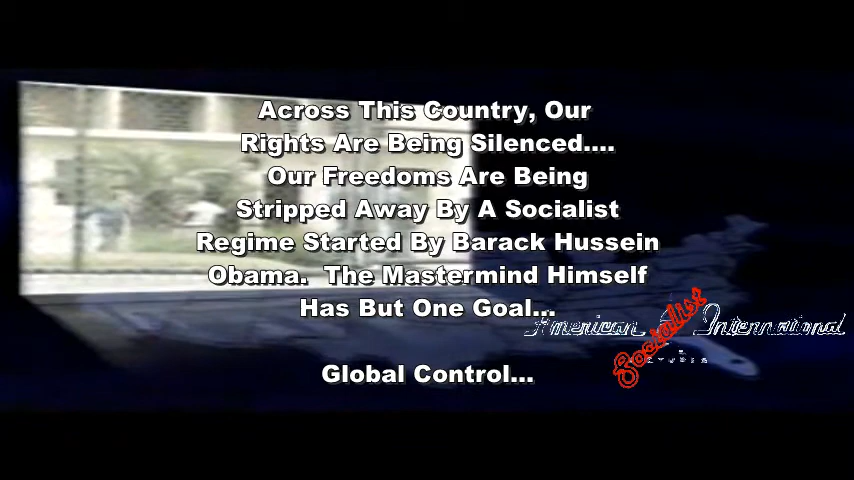 Across This Country, Our
Rights Are Being Silenced....
Our Freedoms Are Being
Stripped Away By A Socialist
Regime Started By Barack Hussein
Obama. The Mastermind Himself
Has But One Goal...
Global Control...
American International
Socialist